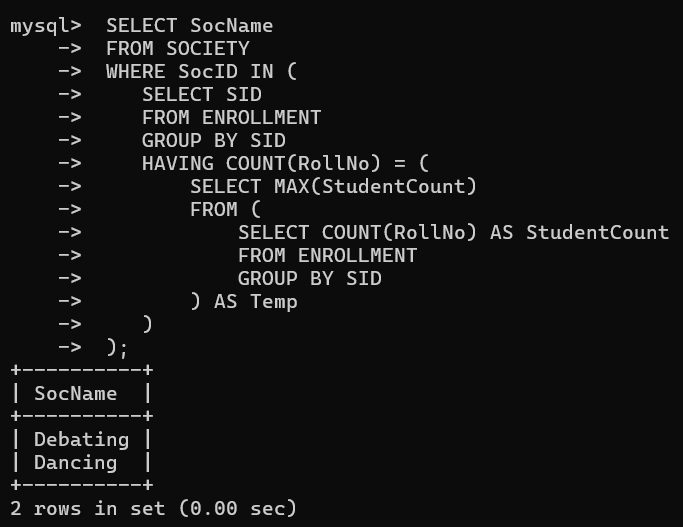 mysql>  SELECT SocName
    ->  FROM SOCIETY
    ->  WHERE SocID IN (
    ->     SELECT SID
    ->     FROM ENROLLMENT
    ->     GROUP BY SID
    ->     HAVING COUNT(RollNo) = (
    ->         SELECT MAX(StudentCount)
    ->         FROM (
    ->             SELECT COUNT(RollNo) AS StudentCount
    ->             FROM ENROLLMENT
    ->             GROUP BY SID
    ->         ) AS Temp
    ->     )
    ->  );
+----------+
| SocName  |
+----------+
| Debating |
| Dancing  |
+----------+
2 rows in set (0.00 sec)